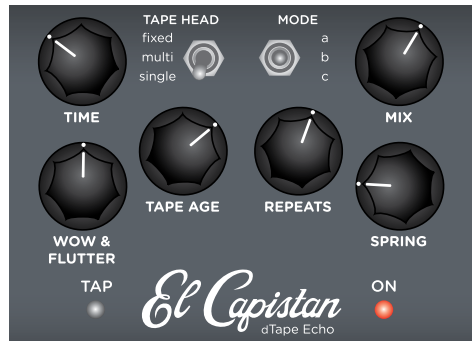 TAPE HEAD
MODE
fixed
multi
single
a
b
c
TIME
MIX
TAPE AGE
REPEATS
WOW &
FLUTTER
SPRING
TAP
ON
El Capistan
dTape Echo